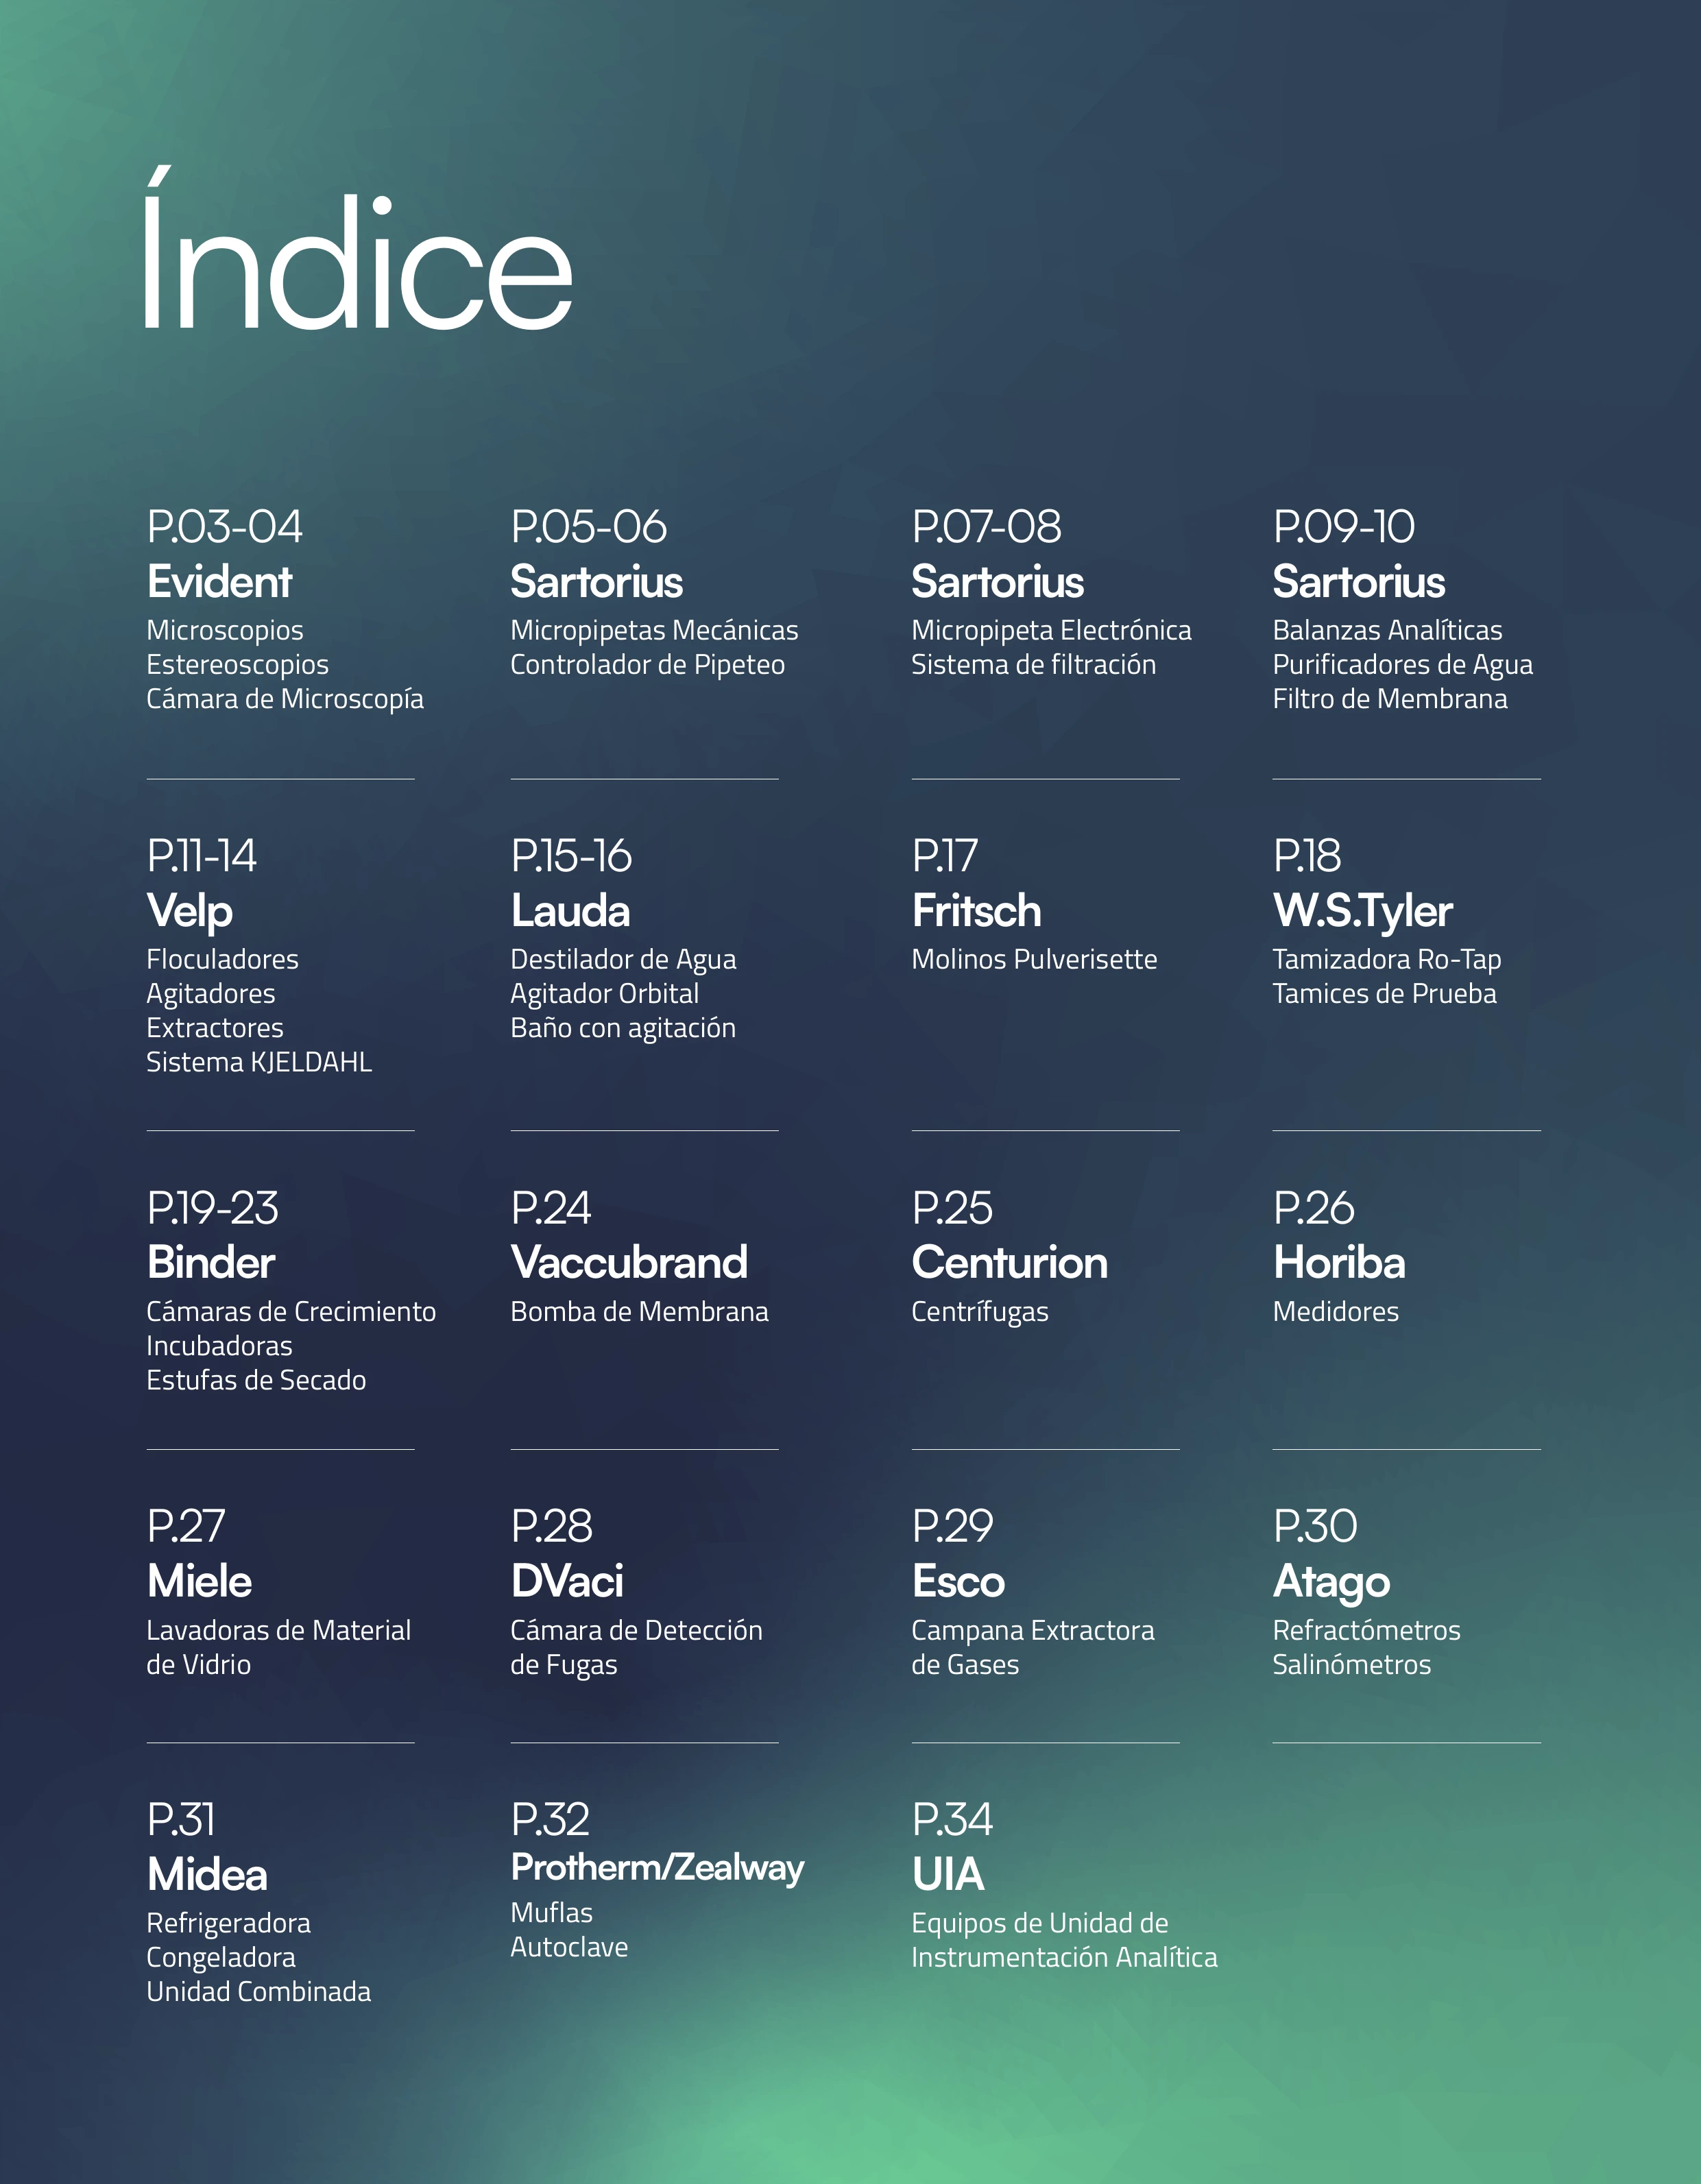 Índice
P.03-04
Evident
Microscopios
Estereoscopios
Cámara de Microscopía
P.05-06
Sartorius
Micropipetas Mecánicas
Controlador de Pipeteo
P.07-08
Sartorius
Micropipeta Electrónica
Sistema de filtración
P.09-10
Sartorius
Balanzas Analíticas
Purificadores de Agua
Filtro de Membrana
P.11-14
Velp
Floculadores
Agitadores
Extractores
Sistema KJELDAHL
P.15-16
Lauda
Destilador de Agua
Agitador Orbital
Baño con agitación
P.17
Fritsch
Molinos Pulverisette
P.18
W.S.Tyler
Tamizadora Ro-Tap
Tamices de Prueba
P.19-23
Binder
Cámaras de Crecimiento
Incubadoras
Estufas de Secado
P.24
Vaccubrand
Bomba de Membrana
P.25
Centurion
Centrífugas
P.26
Horiba
Medidores
P.27
Miele
Lavadoras de Material
de Vidrio
P.28
DVaci
Cámara de Detección
de Fugas
P.29
Esco
Campana Extractora
de Gases
P.30
Atago
Refractómetros
Salinómetros
P.31
Midea
Refrigeradora
Congeladora
Unidad Combinada
P.32
Protherm/Zealway
Muflas
Autoclave
P.34
UIA
Equipos de Unidad de
Instrumentación Analítica